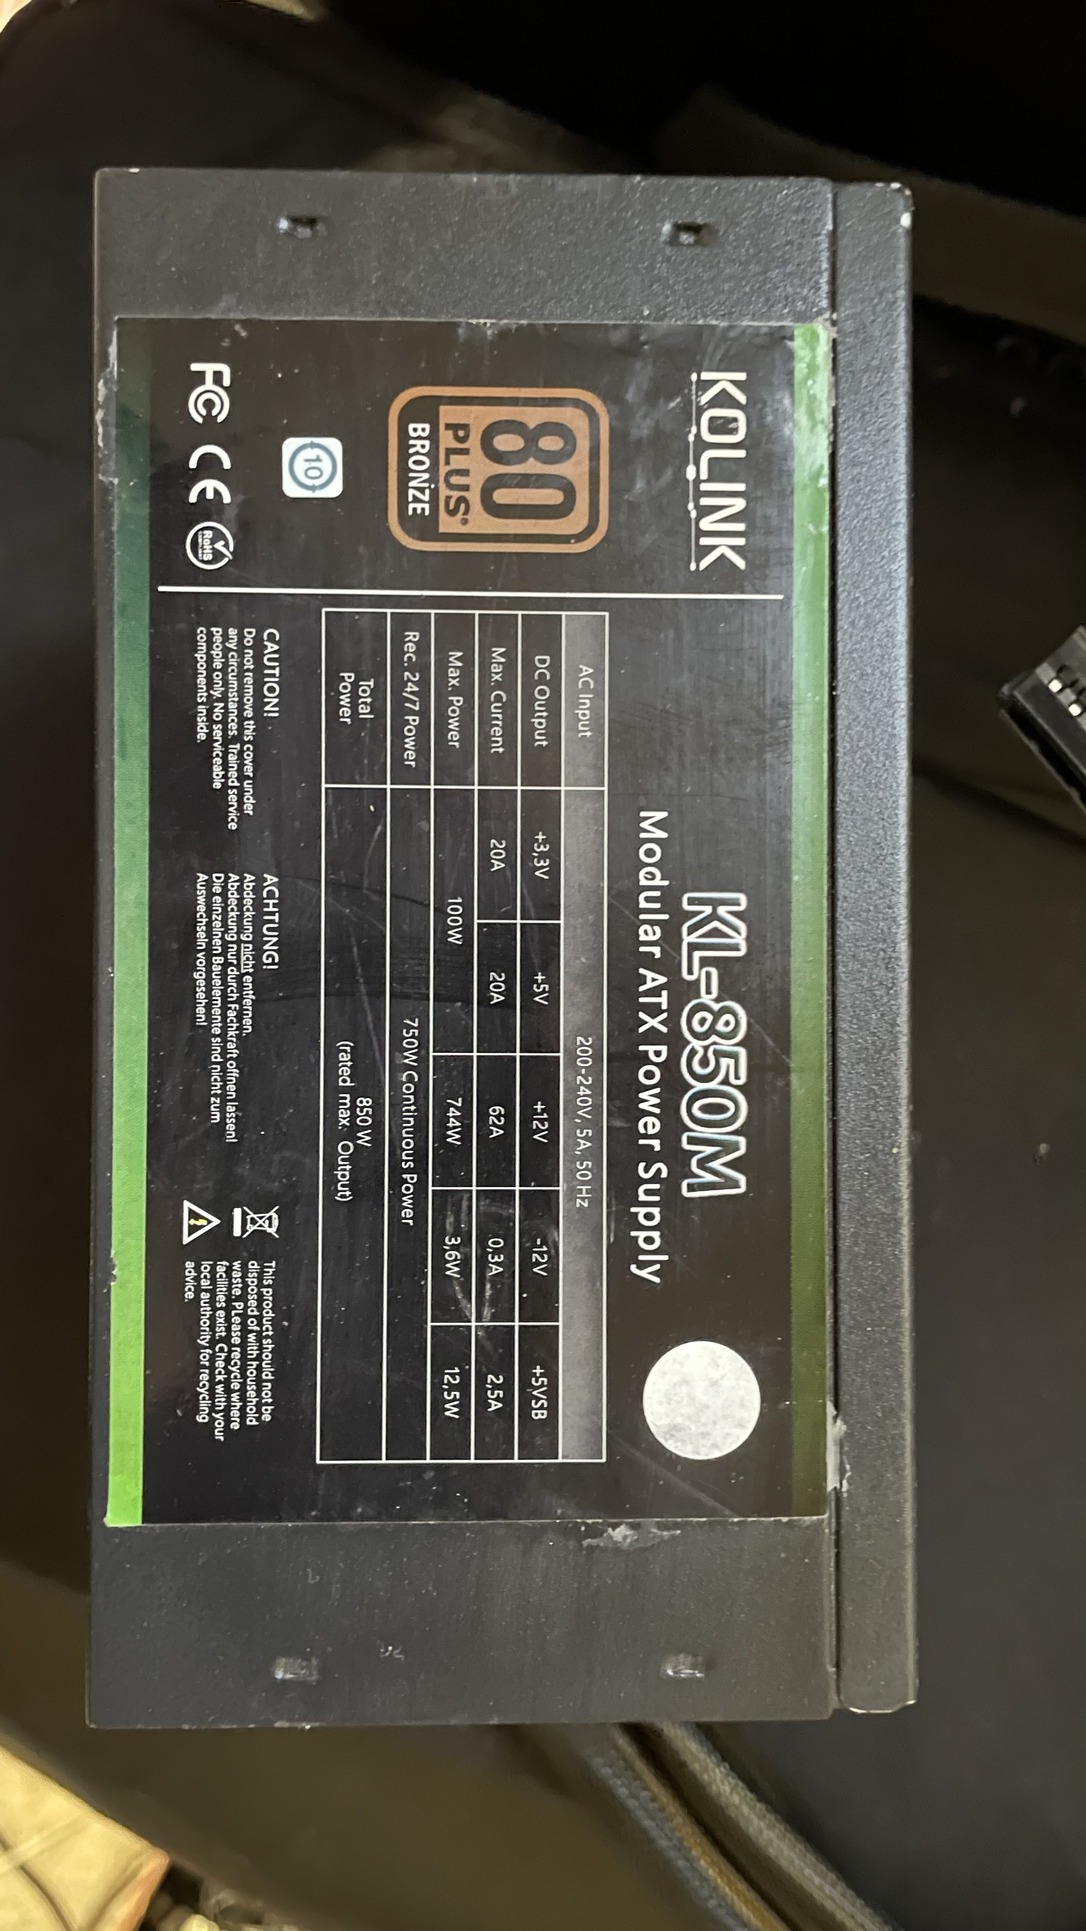 KOLINK
80
PLUS®
BRONZE
10
FC CE RoHS
KL-850M
Modular ATX Power Supply
AC Input 200-240V, 5A, 50 Hz
DC Output +3,3V +5V +12V -12V +5VSB
Max. Current 20A 20A 62A 0,3A 2,5A
Max. Power 100W 744W 3,6W 12,5W
Rec. 24/7 Power 750W Continuous Power
Total
Power
850 W
(rated max. Output)
CAUTION!
Do not remove this cover under
any circumstances. Trained service
people only. No serviceable
components inside.
ACHTUNG!
Abdeckung nicht entfernen.
Abdeckung nur durch Fachkraft offnen lassen!
Die einzelnen Bauelemente sind nicht zum
Auswechseln vorgesehen!
This product should not be
disposed of with household
waste. PLease recycle where
facilities exist. Check with your
local authority for recycling
advice.